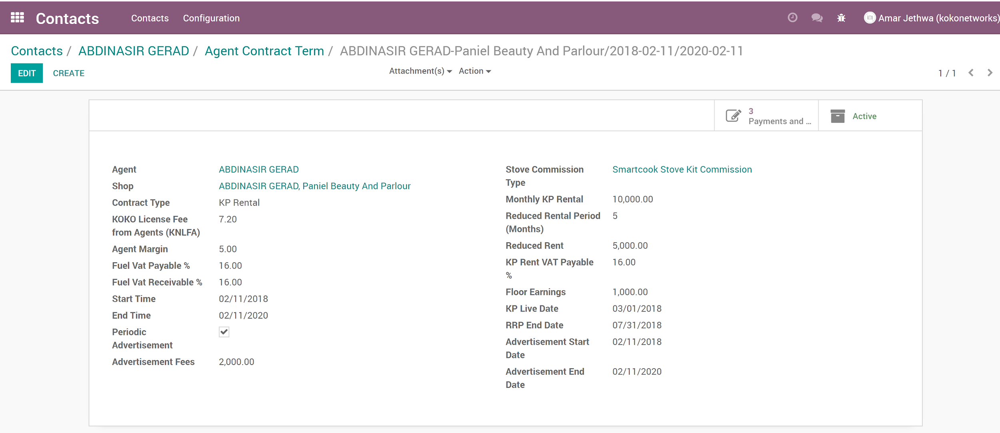 Contacts Contacts Configuration Amar Jethwa (kokonetworks)
Contacts / ABDINASIR GERAD / Agent Contract Term / ABDINASIR GERAD-Paniel Beauty And Parlour/2018-02-11/2020-02-11
EDIT CREATE Attachment(s) Action 1 / 1
3
Payments and ...
Active
Agent ABDINASIR GERAD
Shop ABDINASIR GERAD, Paniel Beauty And Parlour
Contract Type KP Rental
KOKO License Fee 7.20
from Agents (KNLFA)
Agent Margin 5.00
Fuel Vat Payable % 16.00
Fuel Vat Receivable % 16.00
Start Time 02/11/2018
End Time 02/11/2020
Periodic
Advertisement
Advertisement Fees 2,000.00
Stove Commission Smartcook Stove Kit Commission
Type
Monthly KP Rental 10,000.00
Reduced Rental Period 5
(Months)
Reduced Rent 5,000.00
KP Rent VAT Payable 16.00
%
Floor Earnings 1,000.00
KP Live Date 03/01/2018
RRP End Date 07/31/2018
Advertisement Start 02/11/2018
Date
Advertisement End 02/11/2020
Date